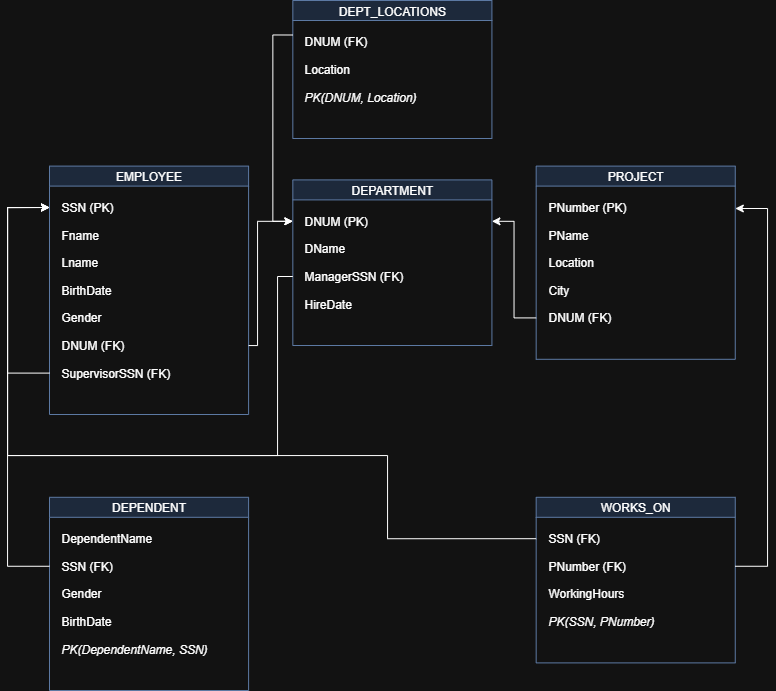 DEPT_LOCATIONS
DNUM (FK)
Location
PK(DNUM, Location)
EMPLOYEE
SSN (PK)
Fname
Lname
BirthDate
Gender
DNUM (FK)
SupervisorSSN (FK)
DEPARTMENT
DNUM (PK)
DName
ManagerSSN (FK)
HireDate
PROJECT
PNumber (PK)
PName
Location
City
DNUM (FK)
DEPENDENT
DependentName
SSN (FK)
Gender
BirthDate
PK(DependentName, SSN)
WORKS_ON
SSN (FK)
PNumber (FK)
WorkingHours
PK(SSN, PNumber)